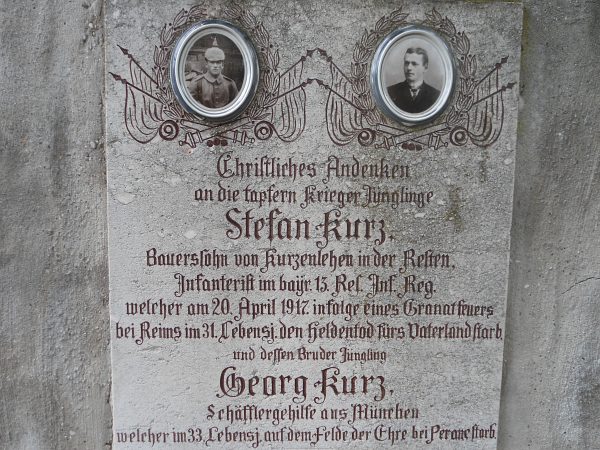 Christliches Andenken
an die tapfern Krieger Jünglinge
Stefan Kurz,
Bauerssohn von Kurzenlehen in der Resten,
Infanterist im bayr. 13. Res. Inf. Reg.
welcher am 20. April 1917 infolge eines Granatfeuers
bei Reims im 31. Lebensj. den Heldentod fürs Vaterland starb.
und dessen Bruder Jüngling
Georg Kurz,
Schäfflergehilfe aus München
welcher im 33. Lebensj. auf dem Felde der Ehre bei Peronc starb.